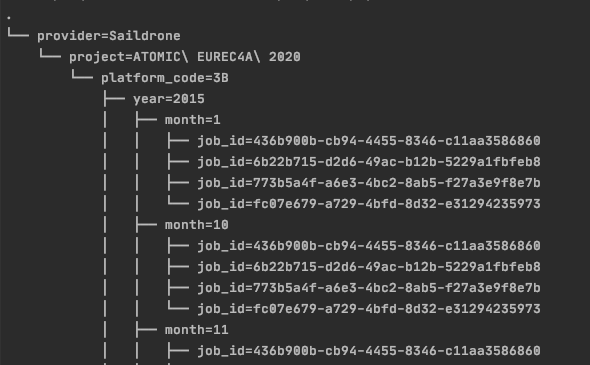 .
└── provider=Saildrone
    └── project=ATOMIC\ EUREC4A\ 2020
        └── platform_code=3B
            ├── year=2015
            │   ├── month=1
            │   │   ├── job_id=436b900b-cb94-4455-8346-c11aa3586860
            │   │   ├── job_id=6b22b715-d2d6-49ac-b12b-5229a1fbfeb8
            │   │   ├── job_id=773b5a4f-a6e3-4bc2-8ab5-f27a3e9f8e7b
            │   │   └── job_id=fc07e679-a729-4bfd-8d32-e31294235973
            │   ├── month=10
            │   │   ├── job_id=436b900b-cb94-4455-8346-c11aa3586860
            │   │   ├── job_id=6b22b715-d2d6-49ac-b12b-5229a1fbfeb8
            │   │   ├── job_id=773b5a4f-a6e3-4bc2-8ab5-f27a3e9f8e7b
            │   │   └── job_id=fc07e679-a729-4bfd-8d32-e31294235973
            │   ├── month=11
            │   │   ├── job_id=436b900b-cb94-4455-8346-c11aa3586860